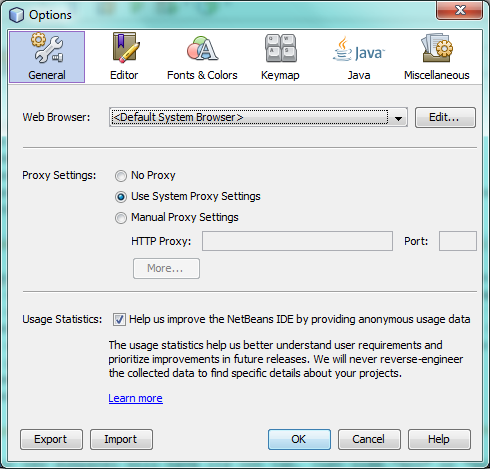 Options
General
Editor
Fonts & Colors
Keymap
Java
Java
Miscellaneous
Web Browser: <Default System Browser> Edit...
Proxy Settings: No Proxy
Use System Proxy Settings
Manual Proxy Settings
HTTP Proxy: Port:
More...
Usage Statistics: Help us improve the NetBeans IDE by providing anonymous usage data
The usage statistics help us better understand user requirements and
prioritize improvements in future releases. We will never reverse-engineer
the collected data to find specific details about your projects.
Learn more
Export Import OK Cancel Help